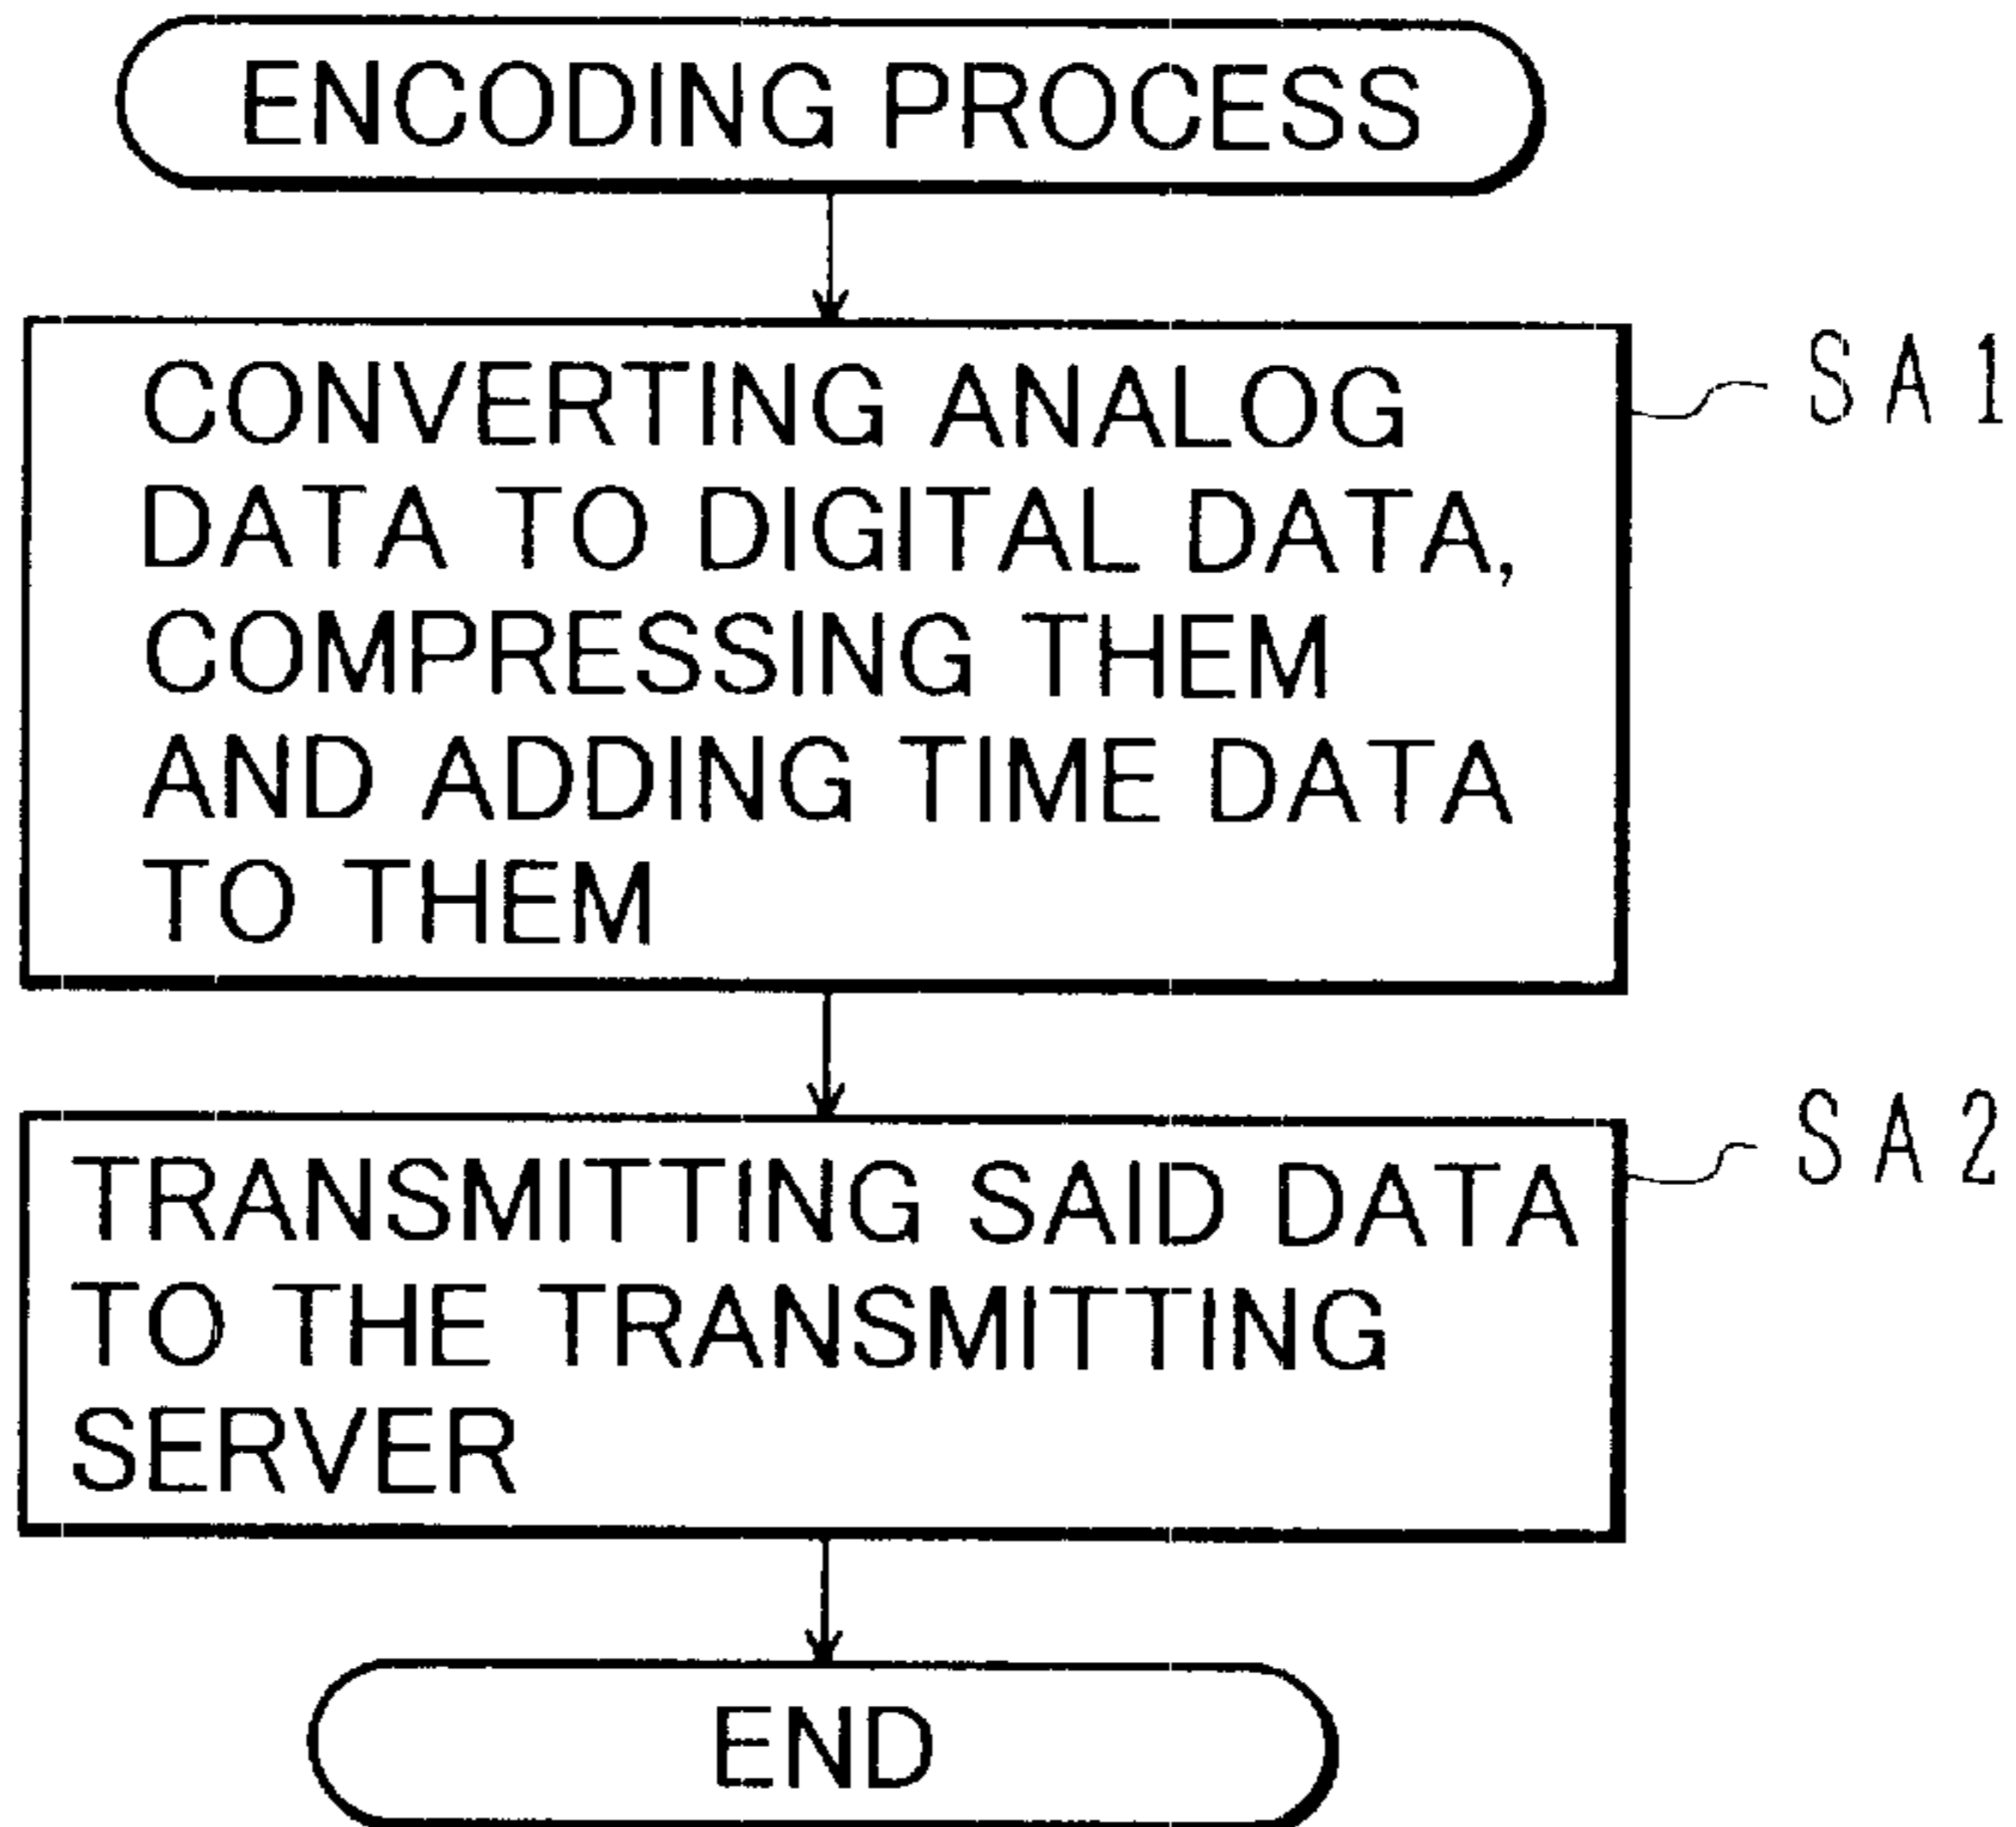 ENCODING PROCESS
CONVERTING ANALOG
DATA TO DIGITAL DATA,
COMPRESSING THEM
AND ADDING TIME DATA
TO THEM
SA1
TRANSMITTING SAID DATA
TO THE TRANSMITTING
SERVER
SA2
END